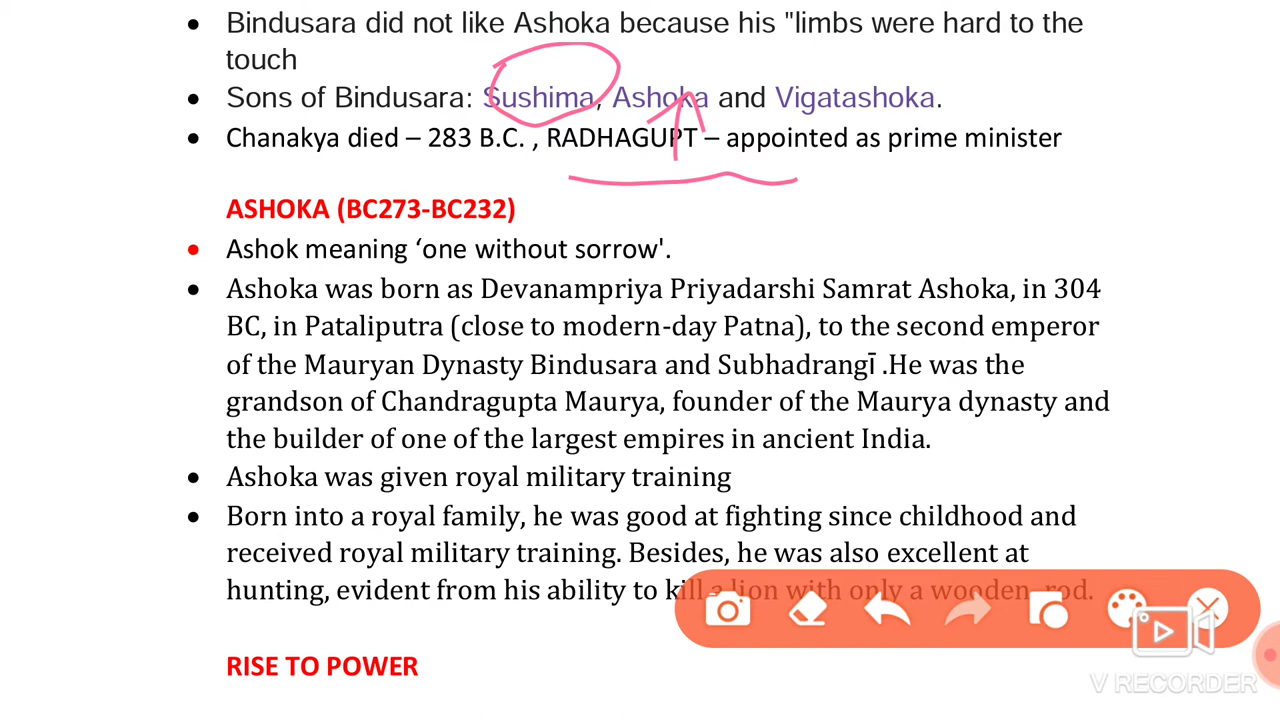 • Bindusara did not like Ashoka because his "limbs were hard to the
touch
• Sons of Bindusara: Sushima, Ashoka and Vigatashoka.
• Chanakya died – 283 B.C. , RADHAGUPT – appointed as prime minister
ASHOKA (BC273-BC232)
• Ashok meaning ‘one without sorrow'.
• Ashoka was born as Devanampriya Priyadarshi Samrat Ashoka, in 304
BC, in Pataliputra (close to modern-day Patna), to the second emperor
of the Mauryan Dynasty Bindusara and Subhadrangī .He was the
grandson of Chandragupta Maurya, founder of the Maurya dynasty and
the builder of one of the largest empires in ancient India.
• Ashoka was given royal military training
• Born into a royal family, he was good at fighting since childhood and
received royal military training. Besides, he was also excellent at
hunting, evident from his ability to kill a lion with only a wooden rod.
RISE TO POWER
V RECORDER